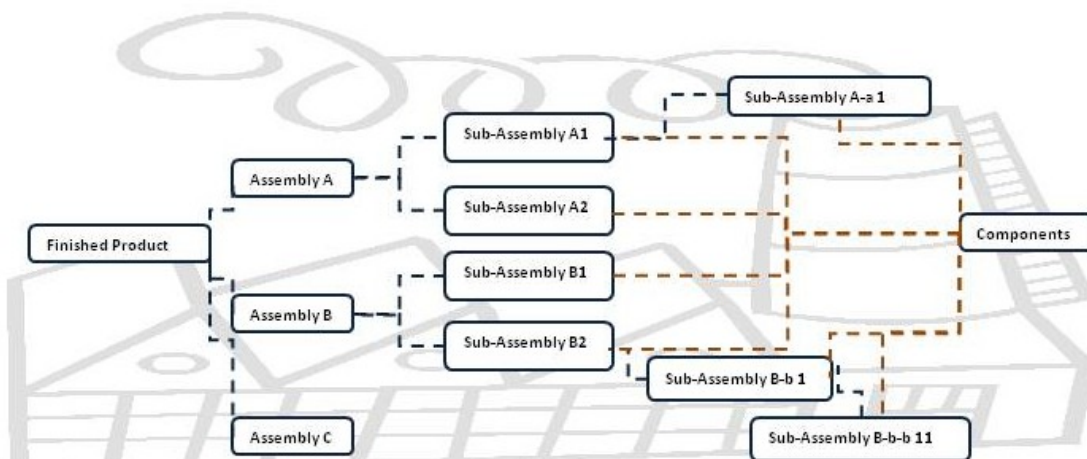 Sub-Assembly A-a 1
Sub-Assembly A1
Assembly A
Sub-Assembly A2
Finished Product
Components
Sub-Assembly B1
Assembly B
Sub-Assembly B2
Sub-Assembly B-b 1
Assembly C
Sub-Assembly B-b-b 11